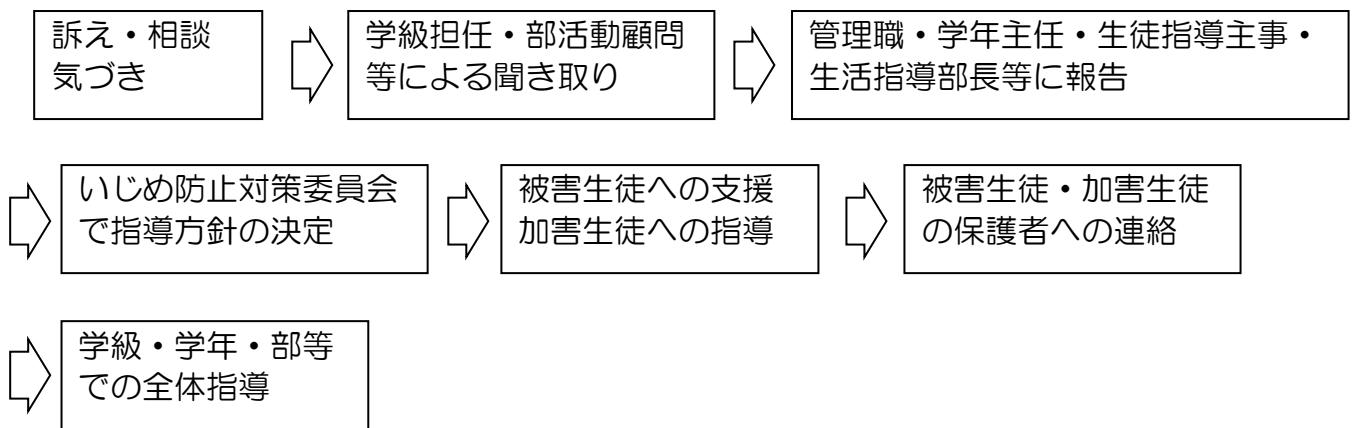 訴え・相談
気づき
学級担任・部活動顧問
等による聞き取り
管理職・学年主任・生徒指導主事・
生活指導部長等に報告
いじめ防止対策委員会
で指導方針の決定
被害生徒への支援
加害生徒への指導
被害生徒・加害生徒
の保護者への連絡
学級・学年・部等
での全体指導